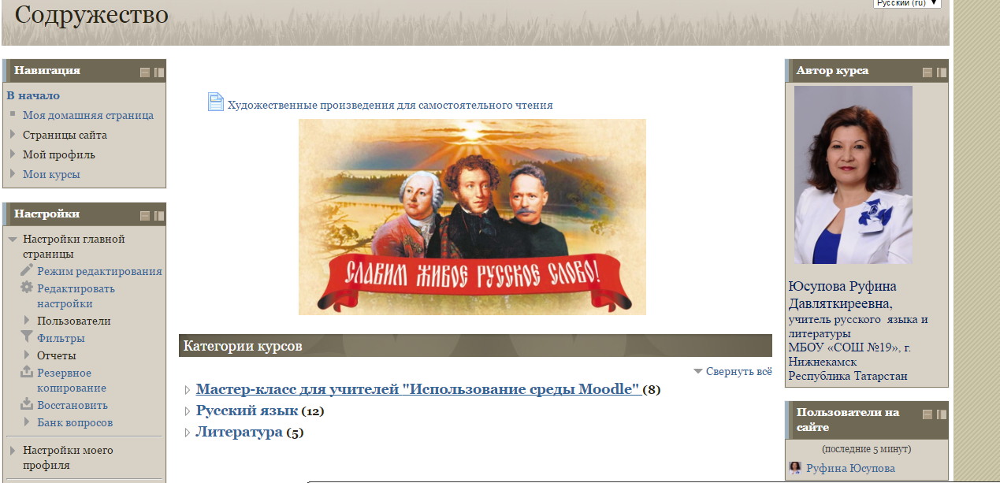 Содружество
Русский (ru)
Навигация
В начало
Моя домашняя страница
Страницы сайта
Мой профиль
Мои курсы
Настройки
Настройки главной
страницы
Режим редактирования
Редактировать
настройки
Пользователи
Фильтры
Отчеты
Резервное
копирование
Восстановить
Банк вопросов
Настройки моего
профиля
Художественные произведения для самостоятельного чтения
СЛАВИМ ЖИВОЕ РУССКОЕ СЛОВО!
Категории курсов
Свернуть всё
Мастер-класс для учителей "Использование среды Moodle" (8)
Русский язык (12)
Литература (5)
Автор курса
Юсупова Руфина
Давляткиреевна,
учитель русского языка и
литературы
МБОУ «СОШ №19», г.
Нижнекамск
Республика Татарстан
Пользователи на
сайте
(последние 5 минут)
Руфина Юсупова